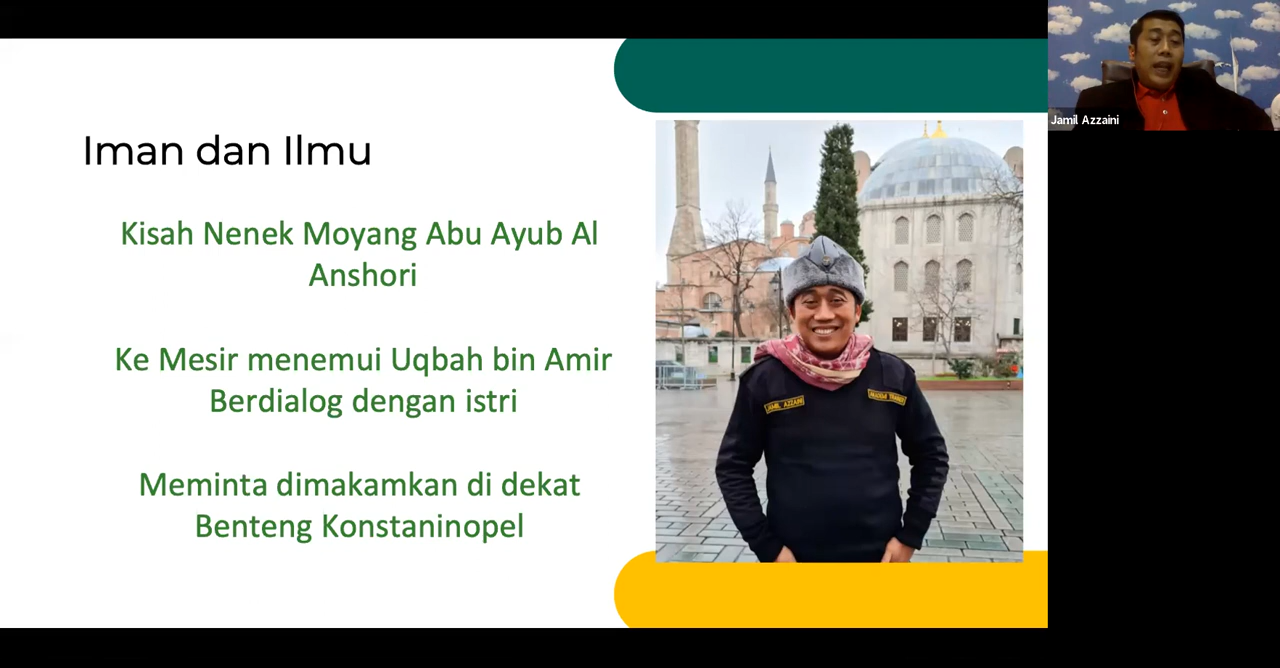 Iman dan Ilmu
Kisah Nenek Moyang Abu Ayub Al
Anshori
Ke Mesir menemui Uqbah bin Amir
Berdialog dengan istri
Meminta dimakamkan di dekat
Benteng Konstaninopel
JAMIL AZZAINI
Jamil Azzaini